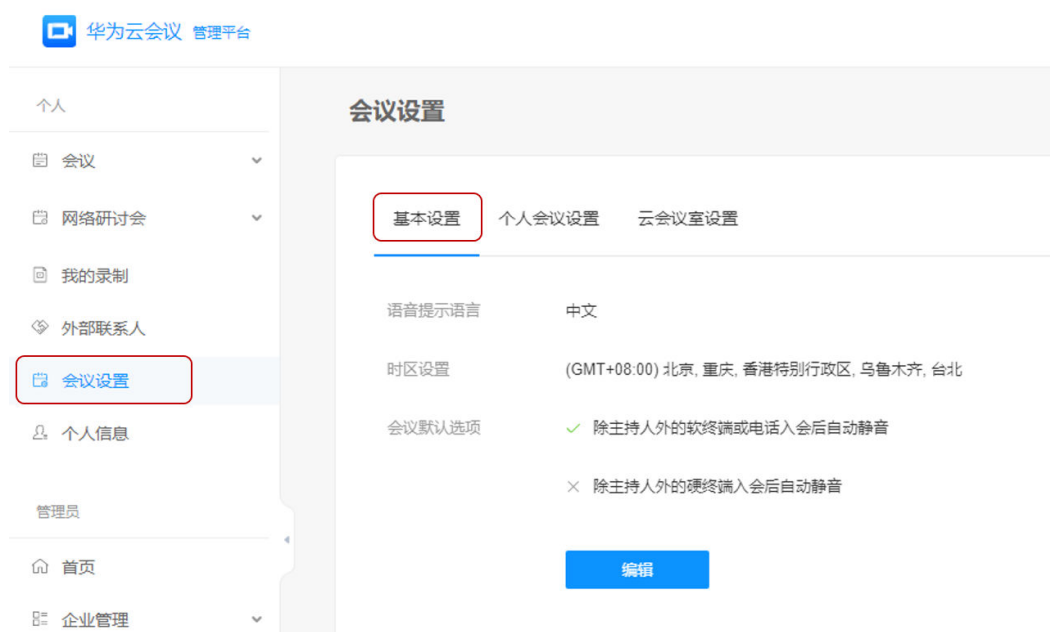 华为云会议 管理平台
个人
会议
网络研讨会
我的录制
外部联系人
会议设置
个人信息
管理员
首页
企业管理
会议设置
基本设置 个人会议设置 云会议室设置
语音提示语言 中文
时区设置 (GMT+08:00) 北京, 重庆, 香港特别行政区, 乌鲁木齐, 台北
会议默认选项 除主持人外的软终端或电话入会后自动静音
除主持人外的硬终端入会后自动静音
编辑